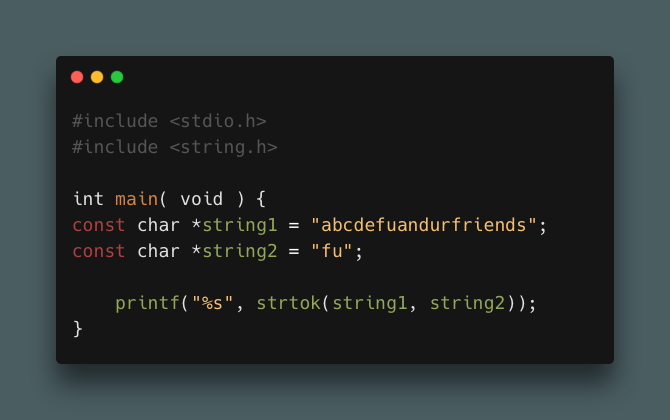 #include <stdio.h>
#include <string.h>
int main( void ) {
const char *string1 = "abcdefuandurfriends";
const char *string2 = "fu";
printf("%s", strtok(string1, string2));
}